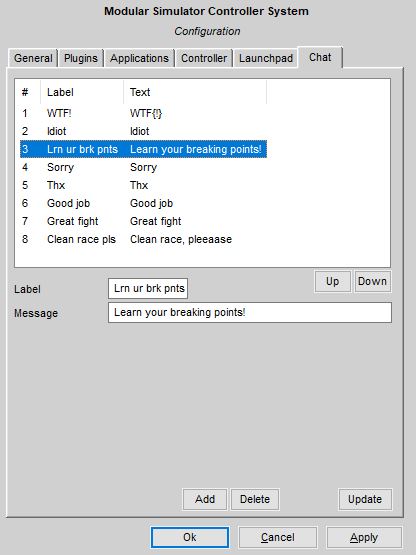 Modular Simulator Controller System
Configuration
General Plugins Applications Controller Launchpad Chat
# Label Text
1 WTF! WTF{!}
2 Idiot Idiot
3 Lrn ur brk pnts Learn your breaking points!
4 Sorry Sorry
5 Thx Thx
6 Good job Good job
7 Great fight Great fight
8 Clean race pls Clean race, pleeaase
Up Down
Label Lrn ur brk pnts
Message Learn your breaking points!
Add Delete Update
Ok Cancel Apply